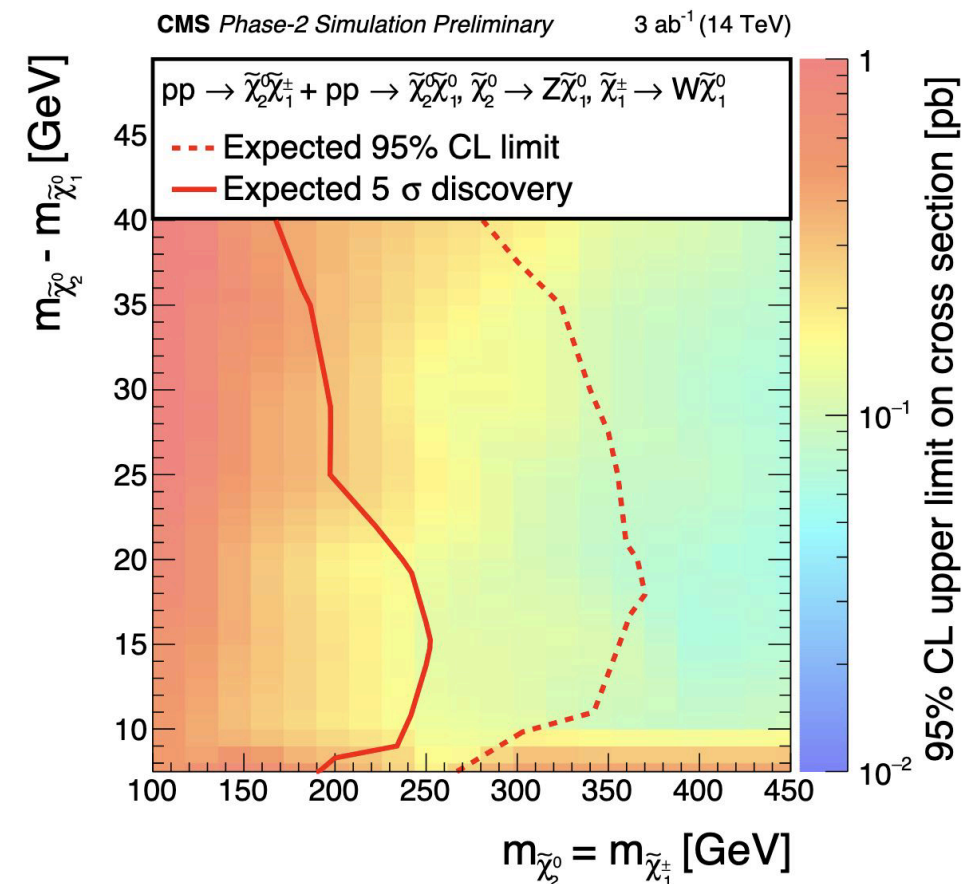 CMS Phase-2 Simulation Preliminary 3 ab⁻¹ (14 TeV)
pp → χ̃₂⁰χ̃₁± + pp → χ̃₂⁰χ̃₁⁰, χ̃₂⁰ → Zχ̃₁⁰, χ̃₁± → Wχ̃₁⁰
Expected 95% CL limit
Expected 5 σ discovery
m_χ̃₂⁰ - m_χ̃₁⁰ [GeV]
45
40
35
30
25
20
15
10
100 150 200 250 300 350 400 450
m_χ̃₂⁰ = m_χ̃₁± [GeV]
1
10⁻¹
10⁻²
95% CL upper limit on cross section [pb]